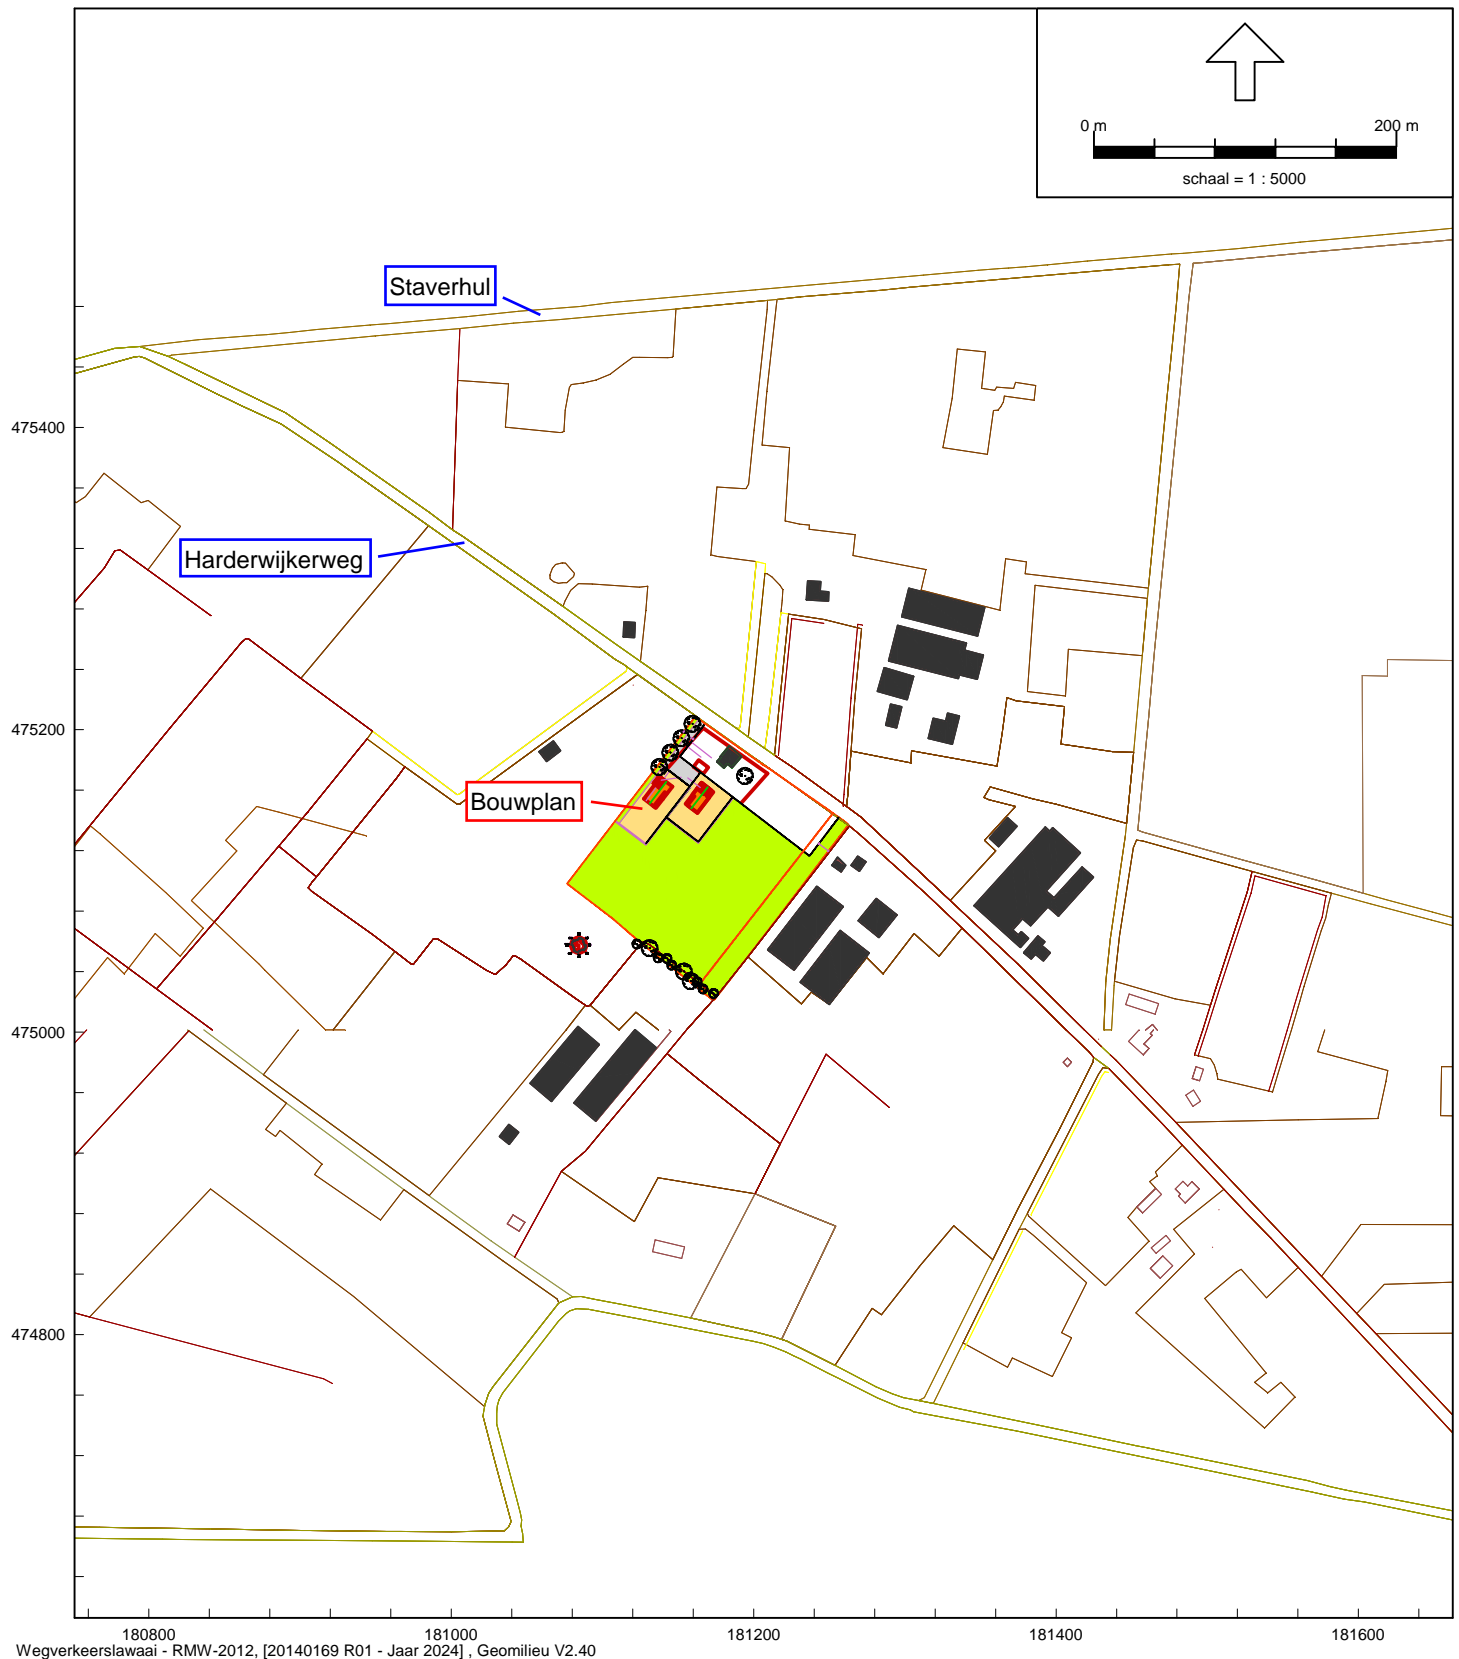 0 m 200 m
schaal = 1 : 5000
Staverhul
475400
Harderwijkerweg
475200
Bouwplan
475000
474800
180800 181000 181200 181400 181600
Wegverkeerslawaai - RMW-2012, [20140169 R01 - Jaar 2024] , Geomilieu V2.40